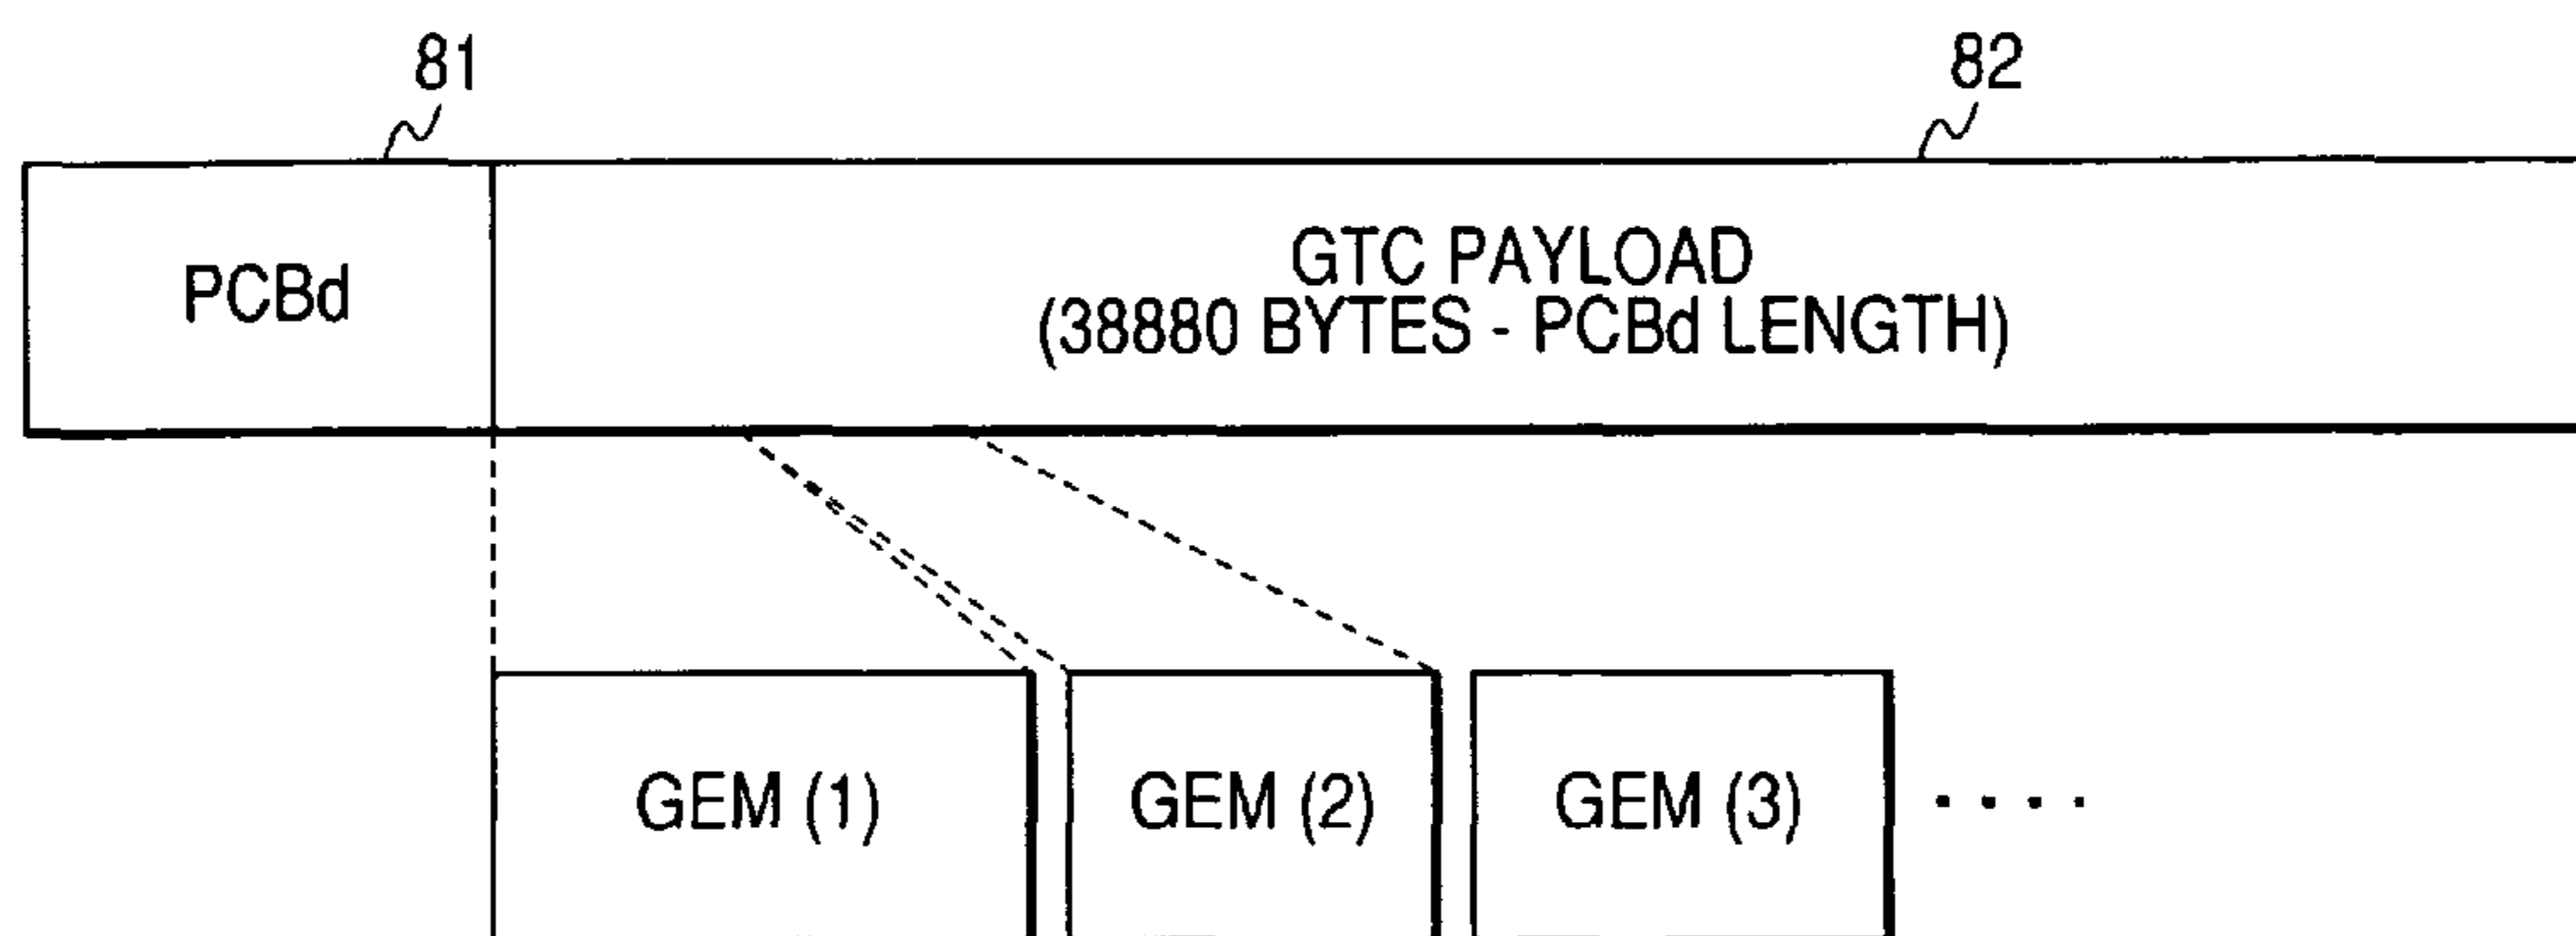 81
82
PCBd
GTC PAYLOAD
(38880 BYTES - PCBd LENGTH)
GEM (1)
GEM (2)
GEM (3)
....